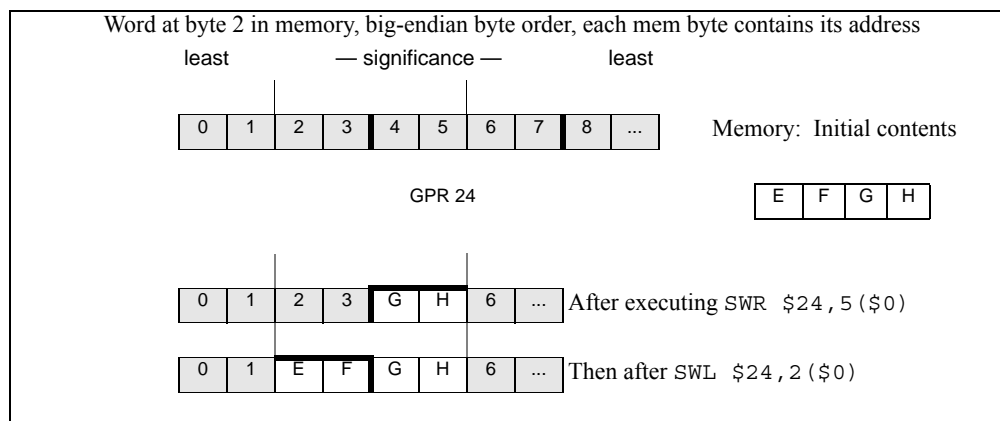 Word at byte 2 in memory, big-endian byte order, each mem byte contains its address
least — significance — least
0 1 2 3 4 5 6 7 8 ... Memory: Initial contents
GPR 24 E F G H
0 1 2 3 G H 6 ... After executing SWR $24,5($0)
0 1 E F G H 6 ... Then after SWL $24,2($0)